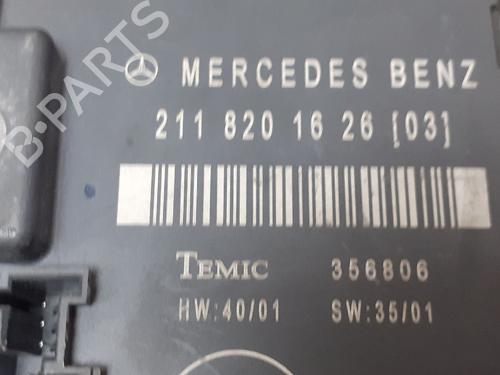 B-PARTS
MERCEDES BENZ
211 820 16 26 [03]
TEMIC 356806
HW:40/01 SW:35/01